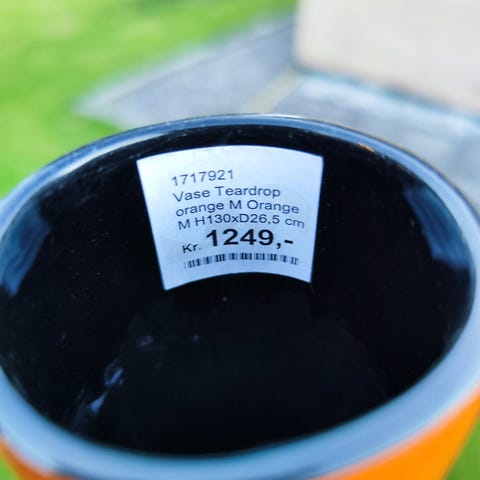 1717921
Vase Teardrop
orange M Orange
M H130xD26,5 cm
Kr. 1249,-